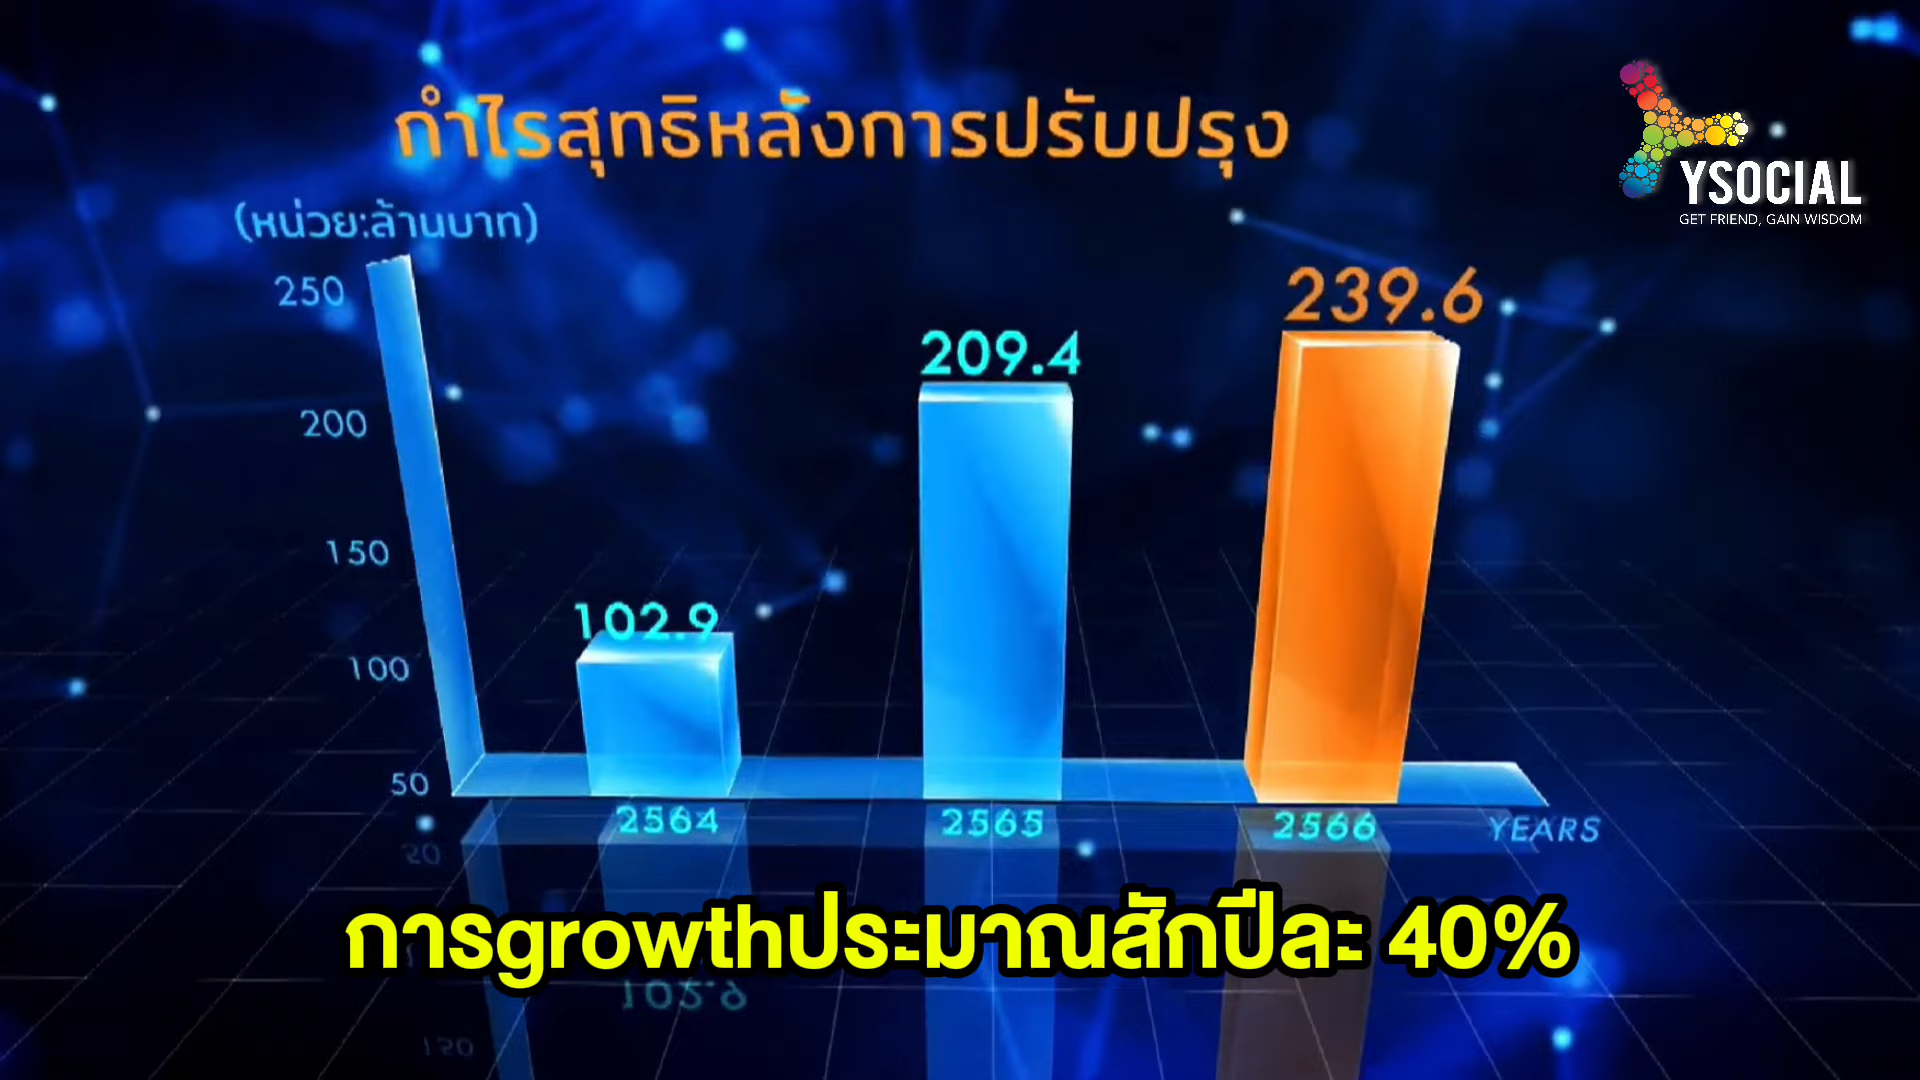 กำไรสุทธิหลังการปรับปรุง
YSOCIAL
GET FRIEND, GAIN WISDOM
(หน่วย:ล้านบาท)
250
200
150
100
50
102.9
209.4
239.6
2564
2565
2566
YEARS
การgrowthประมาณสักปีละ 40%